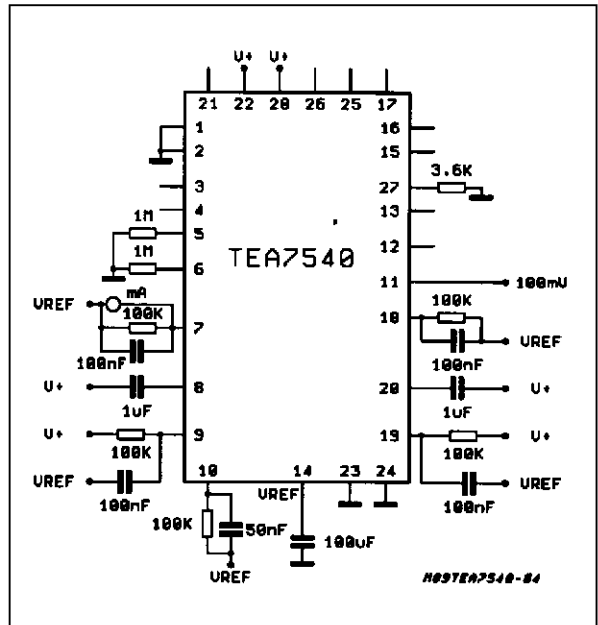 V+ V+
21 22 28 26 25 17
1 16
2 15
3.6K
3 27
4 13
1M
5 12
1M
TEA7540
6 11 100mV
mA
100K
VREF
100K
7 18
VREF
100nF
100nF
V+ 8 20 V+
1uF
1uF
V+ 9 19 V+
100K
100K
10 14 23 24
VREF
VREF
VREF
100nF
100nF
100K
50nF
100uF
VREF
M89TEA7540-04